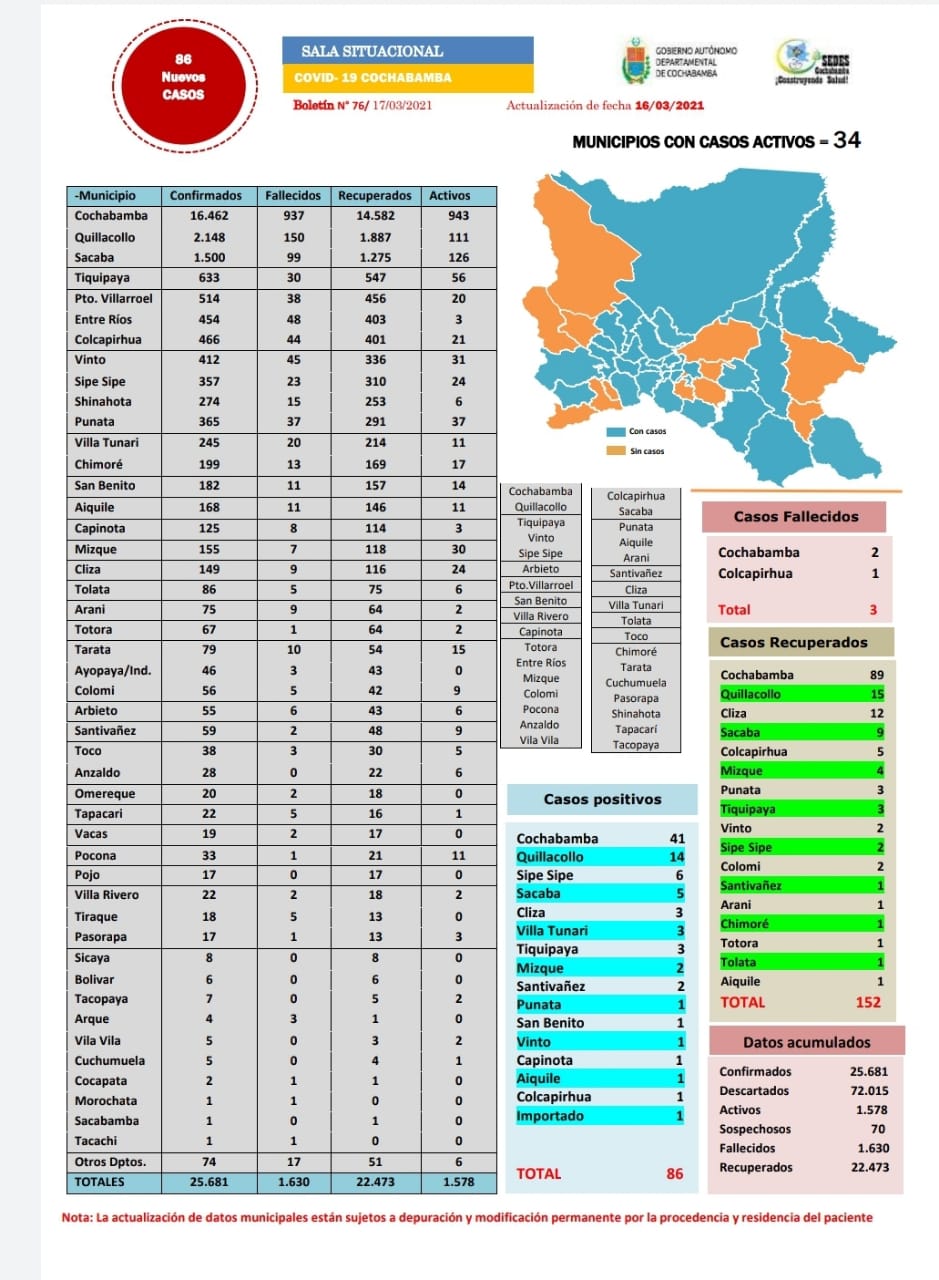 86
Nuevos
CASOS
SALA SITUACIONAL
COVID- 19 COCHABAMBA
Boletín N° 76/ 17/03/2021
GOBIERNO AUTÓNOMO
DEPARTAMENTAL
DE COCHABAMBA
SEDES
Cochabamba
¡Construyendo Salud!
Actualización de fecha 16/03/2021
MUNICIPIOS CON CASOS ACTIVOS = 34
-Municipio Confirmados Fallecidos Recuperados Activos
Cochabamba 16.462 937 14.582 943
Quillacollo 2.148 150 1.887 111
Sacaba 1.500 99 1.275 126
Tiquipaya 633 30 547 56
Pto. Villarroel 514 38 456 20
Entre Ríos 454 48 403 3
Colcapirhua 466 44 401 21
Vinto 412 45 336 31
Sipe Sipe 357 23 310 24
Shinahota 274 15 253 6
Punata 365 37 291 37
Villa Tunari 245 20 214 11
Chimoré 199 13 169 17
San Benito 182 11 157 14
Aiquile 168 11 146 11
Capinota 125 8 114 3
Mizque 155 7 118 30
Cliza 149 9 116 24
Tolata 86 5 75 6
Arani 75 9 64 2
Totora 67 1 64 2
Tarata 79 10 54 15
Ayopaya/Ind. 46 3 43 0
Colomi 56 5 42 9
Arbieto 55 6 43 6
Santivañez 59 2 48 9
Toco 38 3 30 5
Anzaldo 28 0 22 6
Omereque 20 2 18 0
Tapacari 22 5 16 1
Vacas 19 2 17 0
Pocona 33 1 21 11
Pojo 17 0 17 0
Villa Rivero 22 2 18 2
Tiraque 18 5 13 0
Pasorapa 17 1 13 3
Sicaya 8 0 8 0
Bolivar 6 0 6 0
Tacopaya 7 0 5 2
Arque 4 3 1 0
Vila Vila 5 0 3 2
Cuchumuela 5 0 4 1
Cocapata 2 1 1 0
Morochata 1 1 0 0
Sacabamba 1 0 1 0
Tacachi 1 1 0 0
Otros Dptos. 74 17 51 6
TOTALES 25.681 1.630 22.473 1.578
Con casos
Sin casos
Cochabamba
Quillacollo
Tiquipaya
Vinto
Sipe Sipe
Arbieto
Pto.Villarroel
San Benito
Villa Rivero
Capinota
Totora
Entre Ríos
Mizque
Colomi
Pocona
Anzaldo
Vila Vila
Colcapirhua
Sacaba
Punata
Aiquile
Arani
Santivañez
Cliza
Villa Tunari
Tolata
Toco
Chimoré
Tarata
Cuchumuela
Pasorapa
Shinahota
Tapacarí
Tacopaya
Casos positivos
Cochabamba 41
Quillacollo 14
Sipe Sipe 6
Sacaba 5
Cliza 3
Villa Tunari 3
Tiquipaya 3
Mizque 2
Santivañez 2
Punata 1
San Benito 1
Vinto 1
Capinota 1
Aiquile 1
Colcapirhua 1
Importado 1
TOTAL 86
Casos Fallecidos
Cochabamba 2
Colcapirhua 1
Total 3
Casos Recuperados
Cochabamba 89
Quillacollo 15
Cliza 12
Sacaba 9
Colcapirhua 5
Mizque 4
Punata 3
Tiquipaya 3
Vinto 2
Sipe Sipe 2
Colomi 2
Santivañez 1
Arani 1
Chimoré 1
Totora 1
Tolata 1
Aiquile 1
TOTAL 152
Datos acumulados
Confirmados 25.681
Descartados 72.015
Activos 1.578
Sospechosos 70
Fallecidos 1.630
Recuperados 22.473
Nota: La actualización de datos municipales están sujetos a depuración y modificación permanente por la procedencia y residencia del paciente